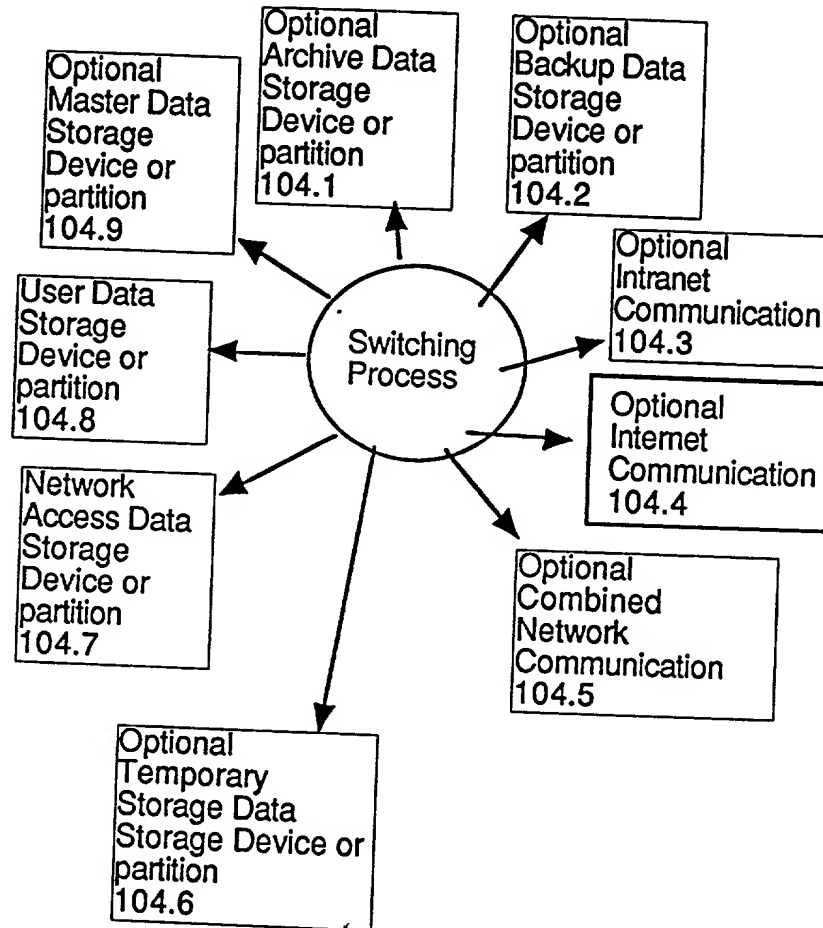 Optional
Archive Data
Storage
Device or
partition
104.1
Optional
Backup Data
Storage
Device or
partition
104.2
Optional
Master Data
Storage
Device or
partition
104.9
Optional
Intranet
Communication
104.3
User Data
Storage
Device or
partition
104.8
Switching
Process
Optional
Internet
Communication
104.4
Network
Access Data
Storage
Device or
partition
104.7
Optional
Combined
Network
Communication
104.5
Optional
Temporary
Storage Data
Storage Device or
partition
104.6